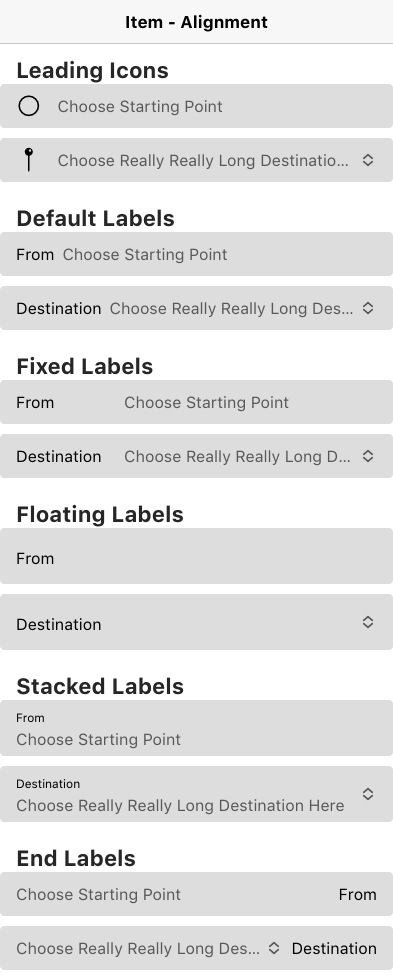 Item - Alignment
Leading Icons
Choose Starting Point
Choose Really Really Long Destinatio...
Default Labels
From Choose Starting Point
Destination Choose Really Really Long Des...
Fixed Labels
From Choose Starting Point
Destination Choose Really Really Long D...
Floating Labels
From
Destination
Stacked Labels
From
Choose Starting Point
Destination
Choose Really Really Long Destination Here
End Labels
Choose Starting Point From
Choose Really Really Long Des... Destination